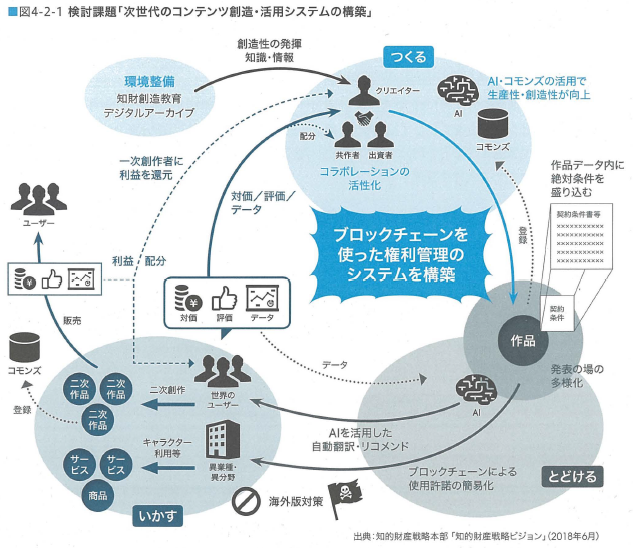 ■図4-2-1 検討課題「次世代のコンテンツ創造・活用システムの構築」
創造性の発揮
知識・情報
つくる
環境整備
知財創造教育
デジタルアーカイブ
クリエイター
AI
AI・コモンズの活用で
生産性・創造性が向上
配分
共作者
出資者
コモンズ
コラボレーションの
活性化
一次創作者に
利益を還元
対価／評価／
データ
作品データ内に
絶対条件を
盛り込む
契約条件書等
××××××××××
××××××××××
××××××××××
××××××××××
××××××××××
登録
ユーザー
ブロックチェーンを
使った権利管理の
システムを構築
利益・配分
¥
対価
評価
データ
契約
条件
作品
販売
コモンズ
登録
データ
発表の場の
多様化
二次
作品
二次
作品
二次
作品
二次創作
世界の
ユーザー
AI
AIを活用した
自動翻訳・リコメンド
サー
ビス
サー
ビス
商品
キャラクター
利用等
異業種・
異分野
ブロックチェーンによる
使用許諾の簡易化
とどける
いかす
海外版対策
出典：知的財産戦略本部「知的財産戦略ビジョン」（2018年6月）